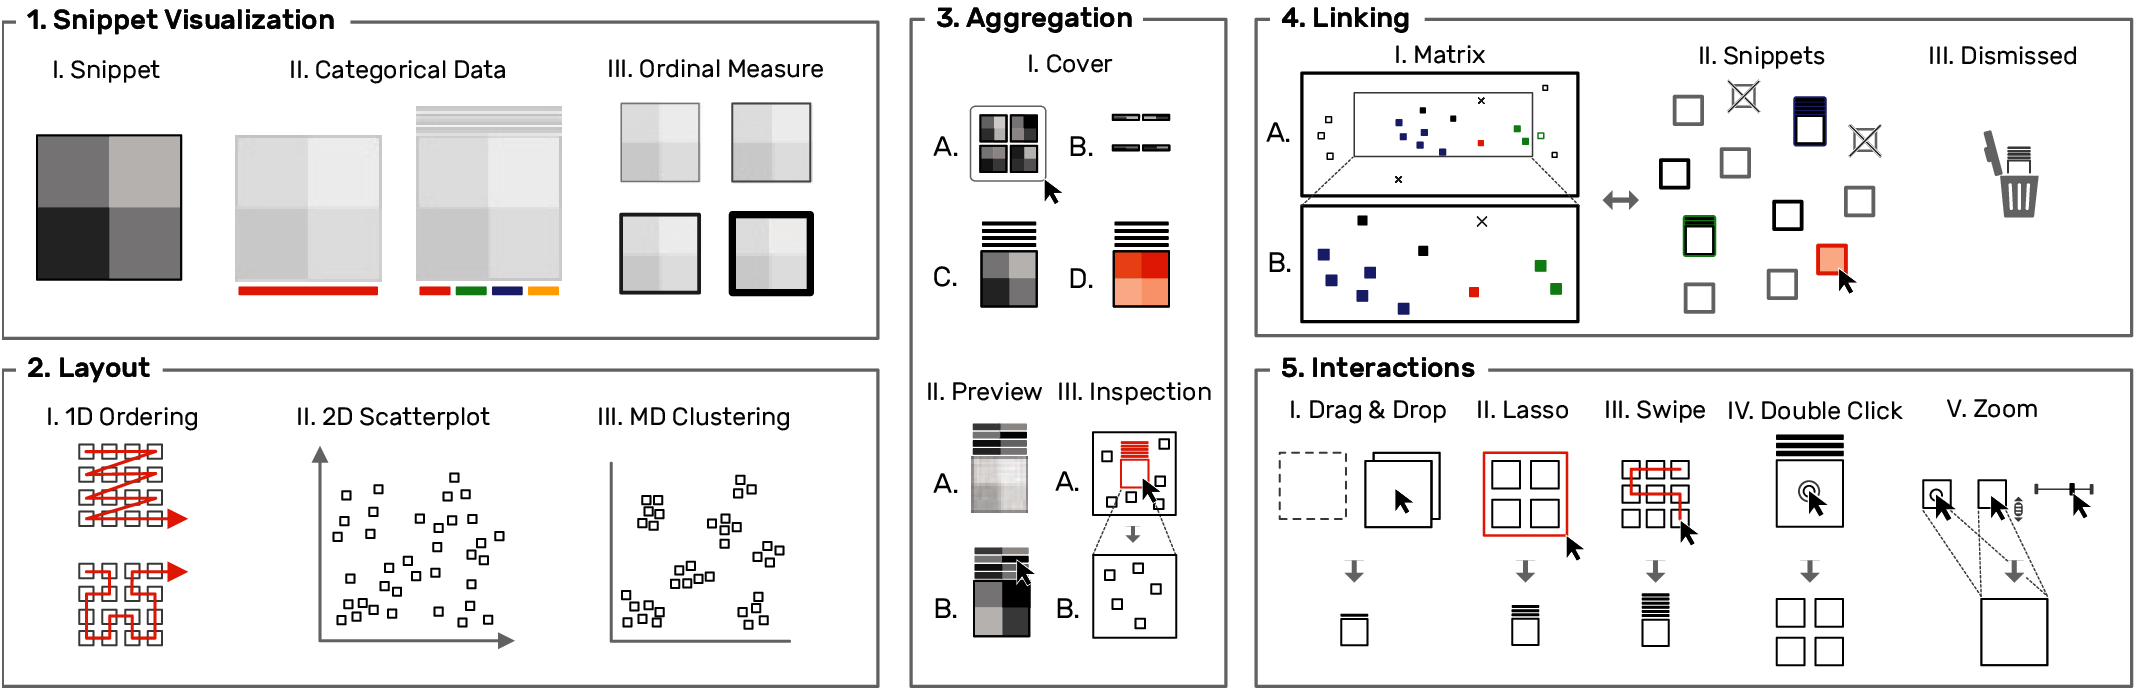 1. Snippet Visualization
I. Snippet
II. Categorical Data
III. Ordinal Measure
2. Layout
I. 1D Ordering
II. 2D Scatterplot
III. MD Clustering
3. Aggregation
I. Cover
A.
B.
C.
D.
II. Preview
A.
B.
III. Inspection
A.
B.
4. Linking
I. Matrix
A.
B.
II. Snippets
III. Dismissed
5. Interactions
I. Drag & Drop
II. Lasso
III. Swipe
IV. Double Click
V. Zoom